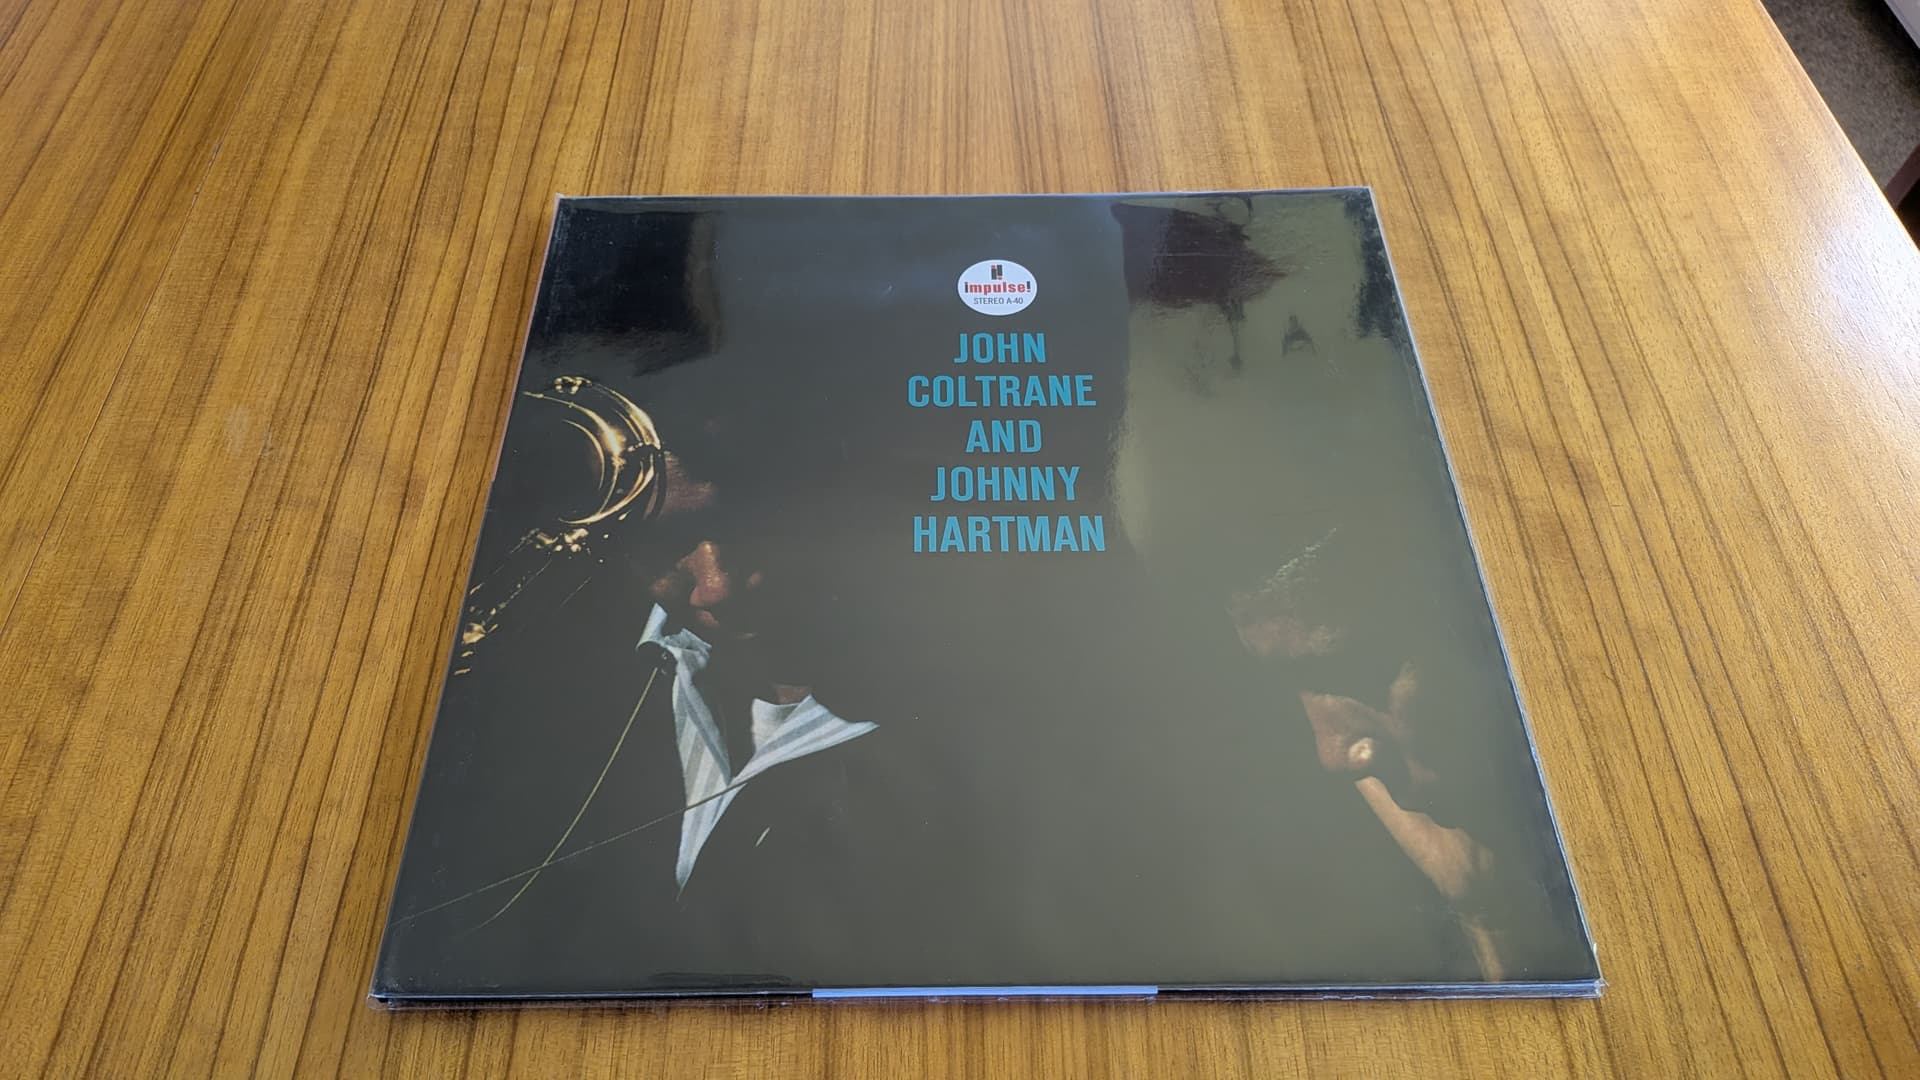 impulse!
STEREO A-40
JOHN
COLTRANE
AND
JOHNNY
HARTMAN